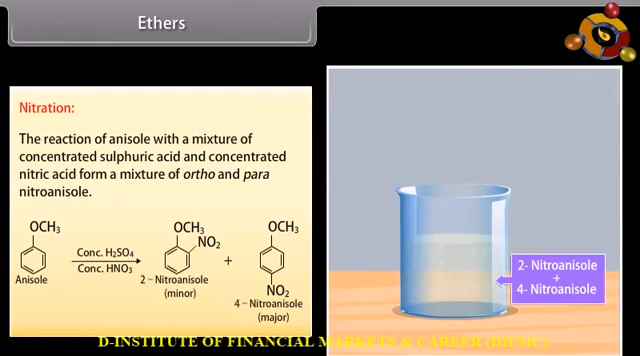 Ethers
Nitration:
The reaction of anisole with a mixture of
concentrated sulphuric acid and concentrated
nitric acid form a mixture of ortho and para
nitroanisole.
OCH₃
Anisole
Conc. H₂SO₄
Conc. HNO₃
OCH₃
NO₂
2 – Nitroanisole
(minor)
+
OCH₃
NO₂
4 – Nitroanisole
(major)
2- Nitroanisole
+
4- Nitroanisole
D-INSTITUTE OF FINANCIAL MARKETS & CAREER (DIFMC)